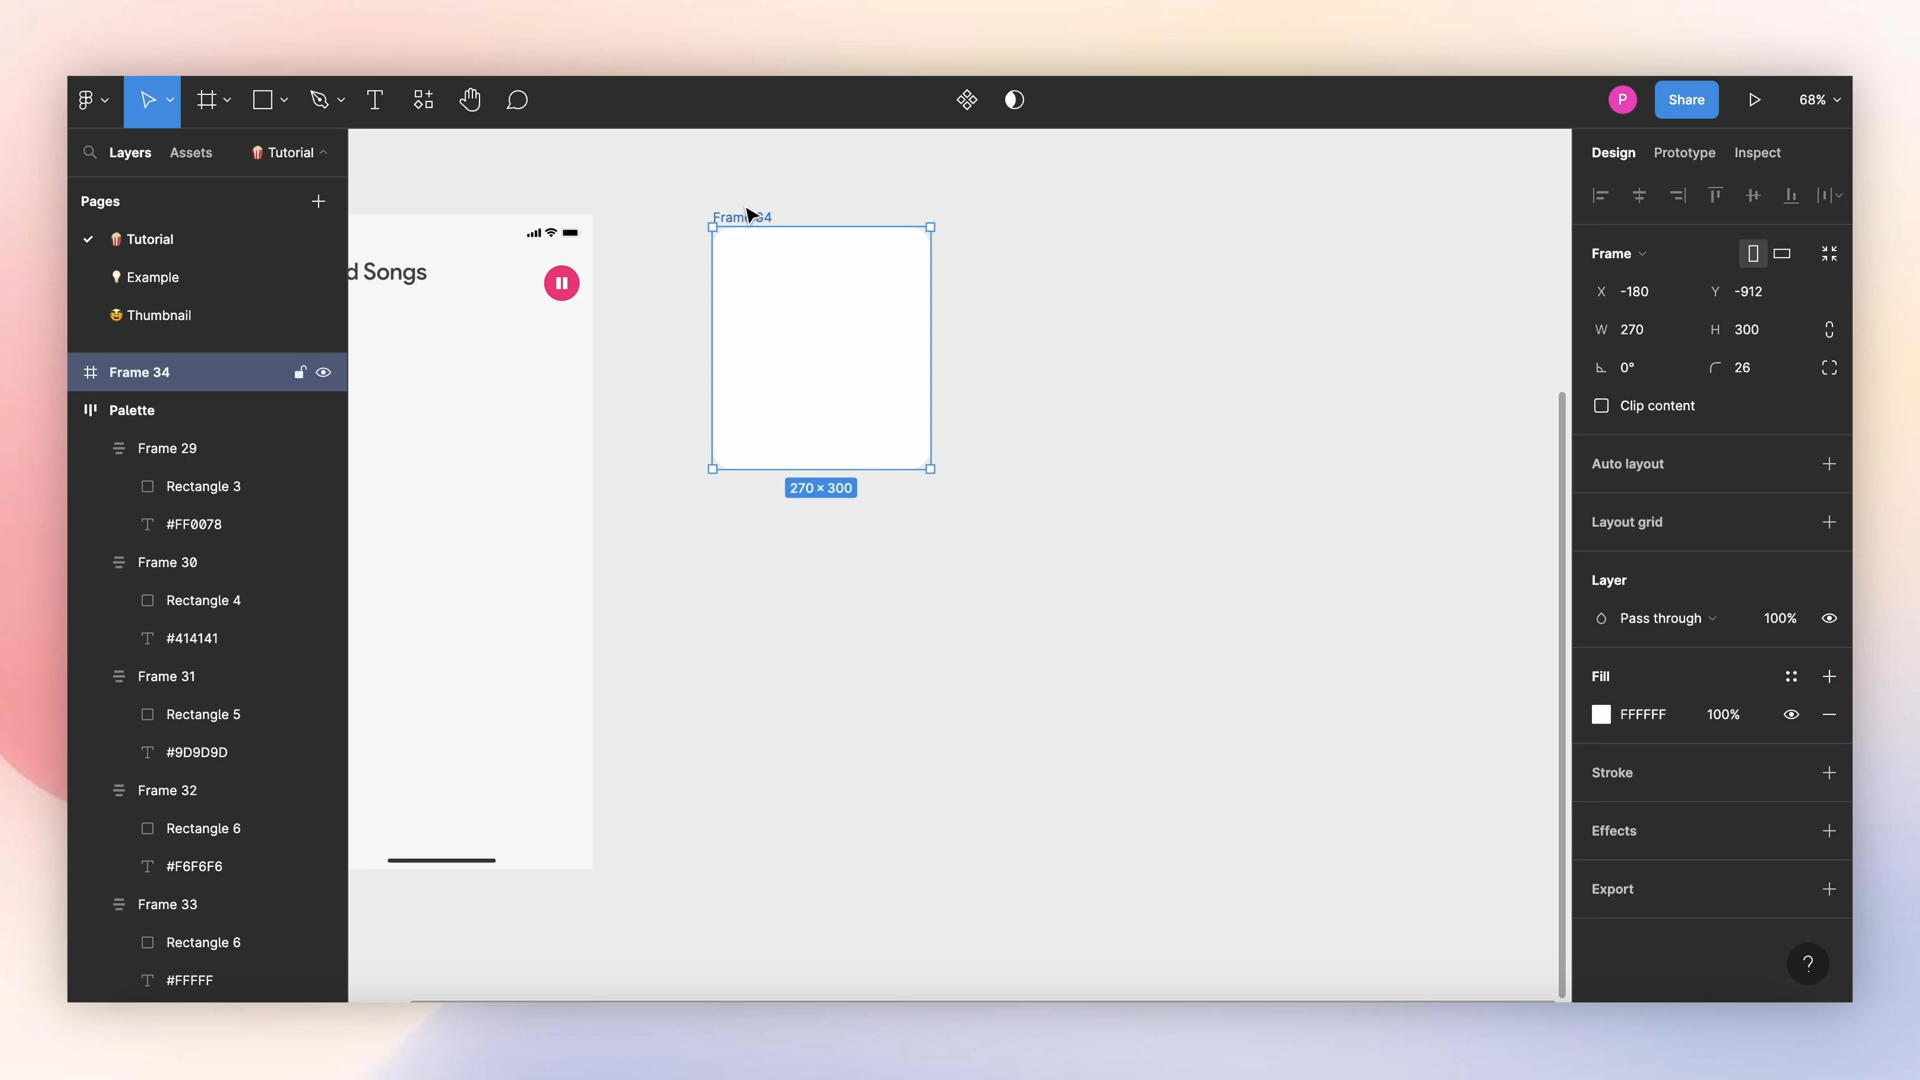 P
Share
68%
Layers
Assets
🍿 Tutorial
Pages
🍿 Tutorial
💡 Example
Thumbnail
Frame 34
Palette
Frame 29
Rectangle 3
#FF0078
Frame 30
Rectangle 4
#414141
Frame 31
Rectangle 5
#9D9D9D
Frame 32
Rectangle 6
#F6F6F6
Frame 33
Rectangle 6
#FFFFF
d Songs
Frame 34
270 × 300
Design
Prototype
Inspect
Frame
X -180
Y -912
W 270
H 300
0°
26
Clip content
Auto layout
Layout grid
Layer
Pass through
100%
Fill
FFFFFF
100%
Stroke
Effects
Export
?